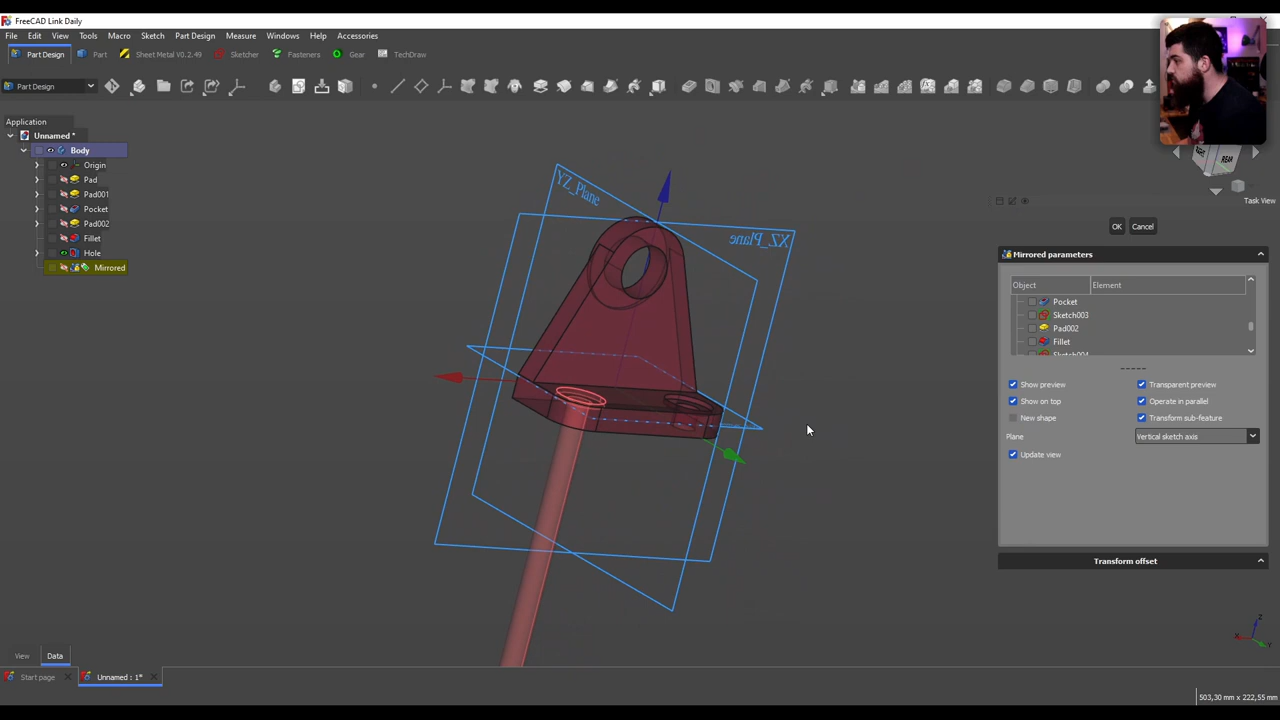 FreeCAD Link Daily
File Edit View Tools Macro Sketch Part Design Measure Windows Help Accessories
Part Design Part Sheet Metal V0.2.49 Sketcher Fasteners Gear TechDraw
Part Design
Application
Unnamed *
Body
Origin
Pad
Pad001
Pocket
Pad002
Fillet
Hole
Mirrored
YZ_Plane
XZ_Plane
REAR
Task View
OK Cancel
Mirrored parameters
Object Element
Pocket
Sketch003
Pad002
Fillet
Sketch004
Show preview Transparent preview
Show on top Operate in parallel
New shape Transform sub-feature
Plane Vertical sketch axis
Update view
Transform offset
Z
X
Y
View Data
Start page Unnamed : 1*
503,30 mm x 222,55 mm